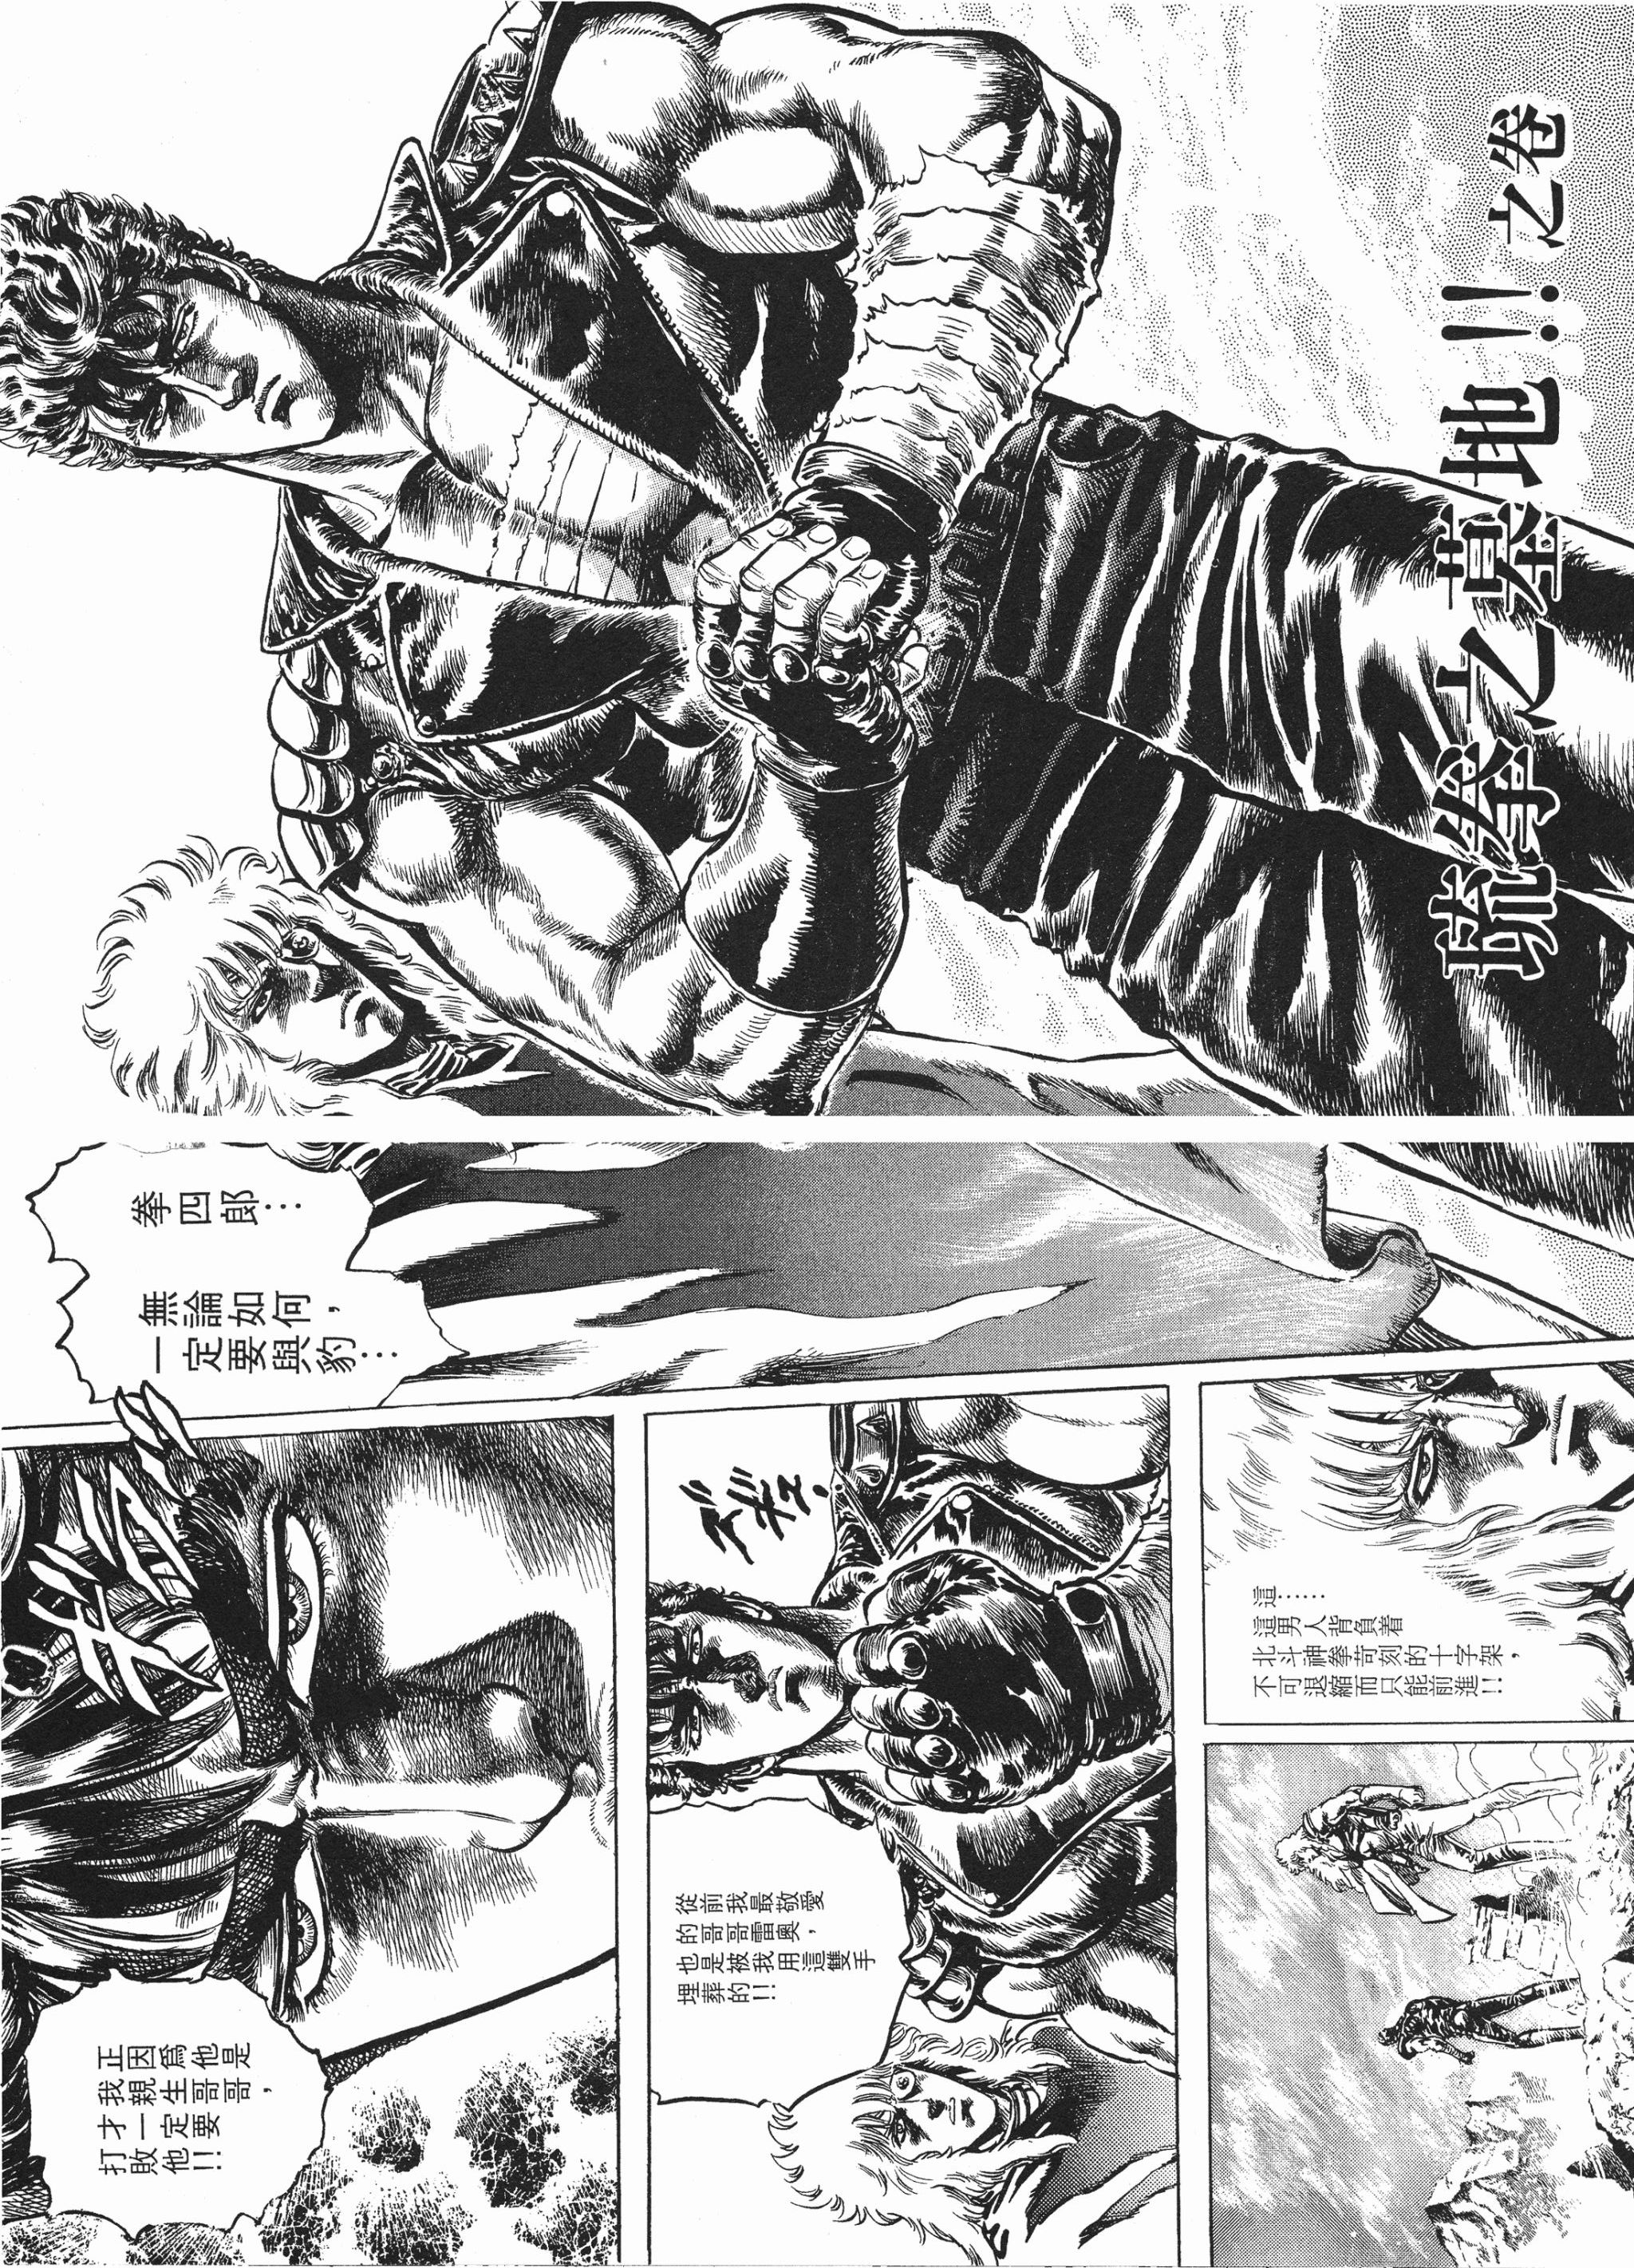 琉拳之墓地!!之卷
拳四郎…
無論如何，
一定要與豹…
正因爲他是
我親生哥哥，
才一定要
打敗他!!
從前我最敬愛
的哥哥雷奧，
也是被我用這雙手
埋葬的!!
這……
這男人背負着
北斗神拳苛刻的十字架，
不可退縮而只能前進!!